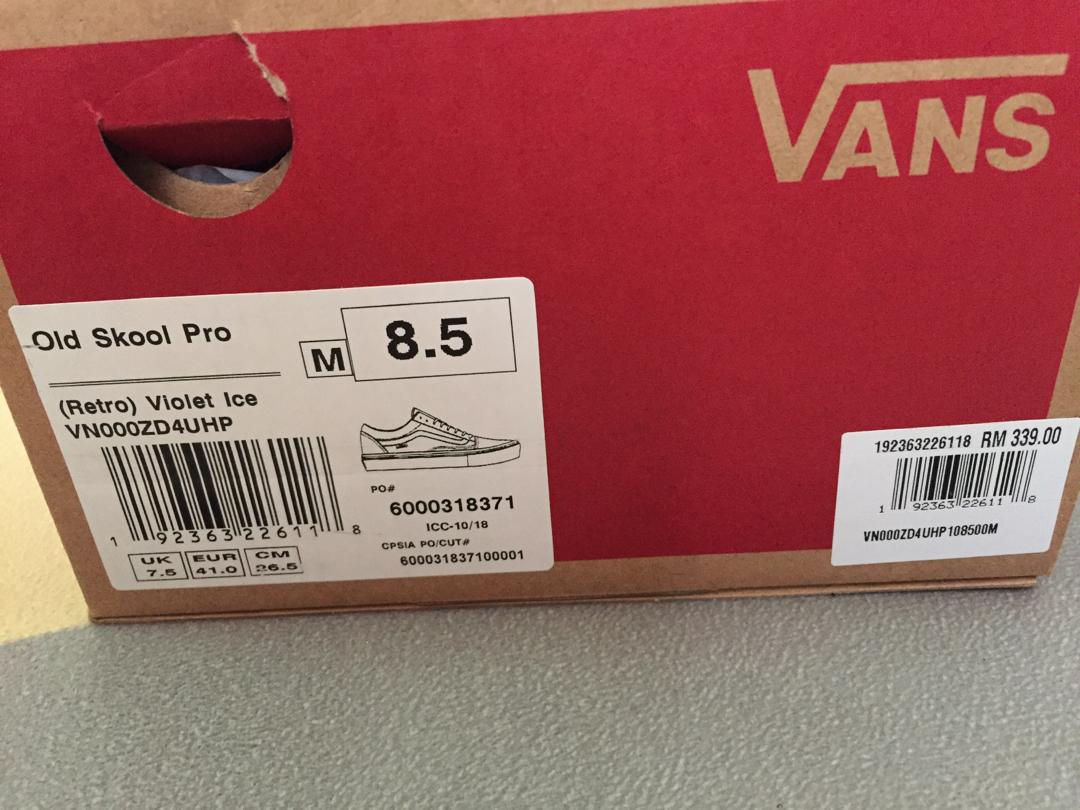 VANS
Old Skool Pro
M 8.5
(Retro) Violet Ice
VN000ZD4UHP
1 92363 22611 8
UK 7.5
EUR 41.0
CM 26.5
PO#
6000318371
ICC-10/18
CPSIA PO/CUT#
600031837100001
192363226118 RM 339.00
1 92363 22611 8
VN000ZD4UHP108500M